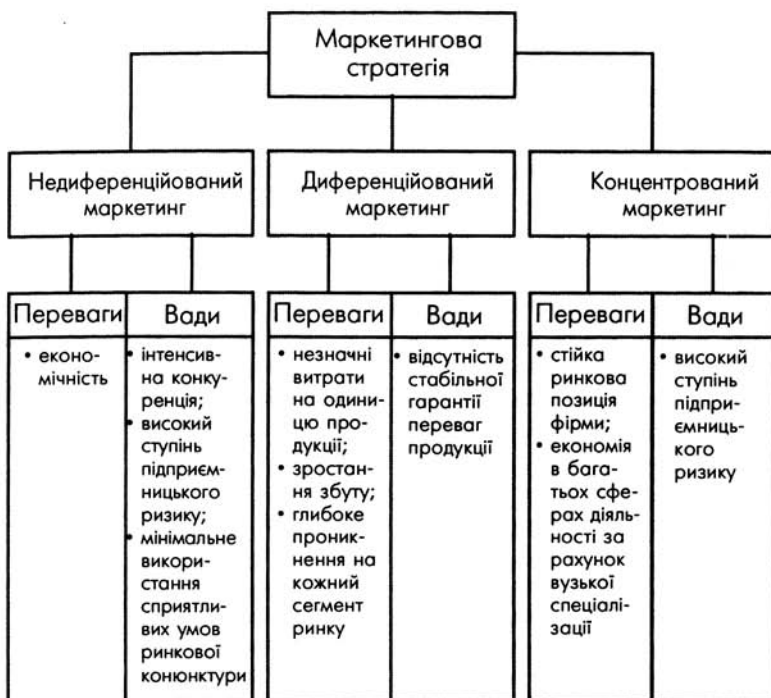 Маркетингова
стратегія
Недиференційований
маркетинг
Диференційований
маркетинг
Концентрований
маркетинг
Переваги
• еконо-
мічність
Вади
• інтенсив-
на конку-
ренція;
• високий
ступінь
підприєм-
ницького
ризику;
• мінімальне
викори-
стання
сприятли-
вих умов
ринкової
конюнктури
Переваги
• незначні
витрати
на одини-
цю про-
дукції;
• зростан-
ня збуту;
• глибоке
проник-
нення на
кожний
сегмент
ринку
Вади
• відсутність
стабільної
гарантії
переваг
продукції
Переваги
• стійка
ринкова
позиція
фірми;
• економія
в бага-
тьох сфе-
рах діяль-
ності за
рахунок
вузької
спеціалі-
зації
Вади
• високий
ступінь
підпри-
ємниць-
кого
ризику